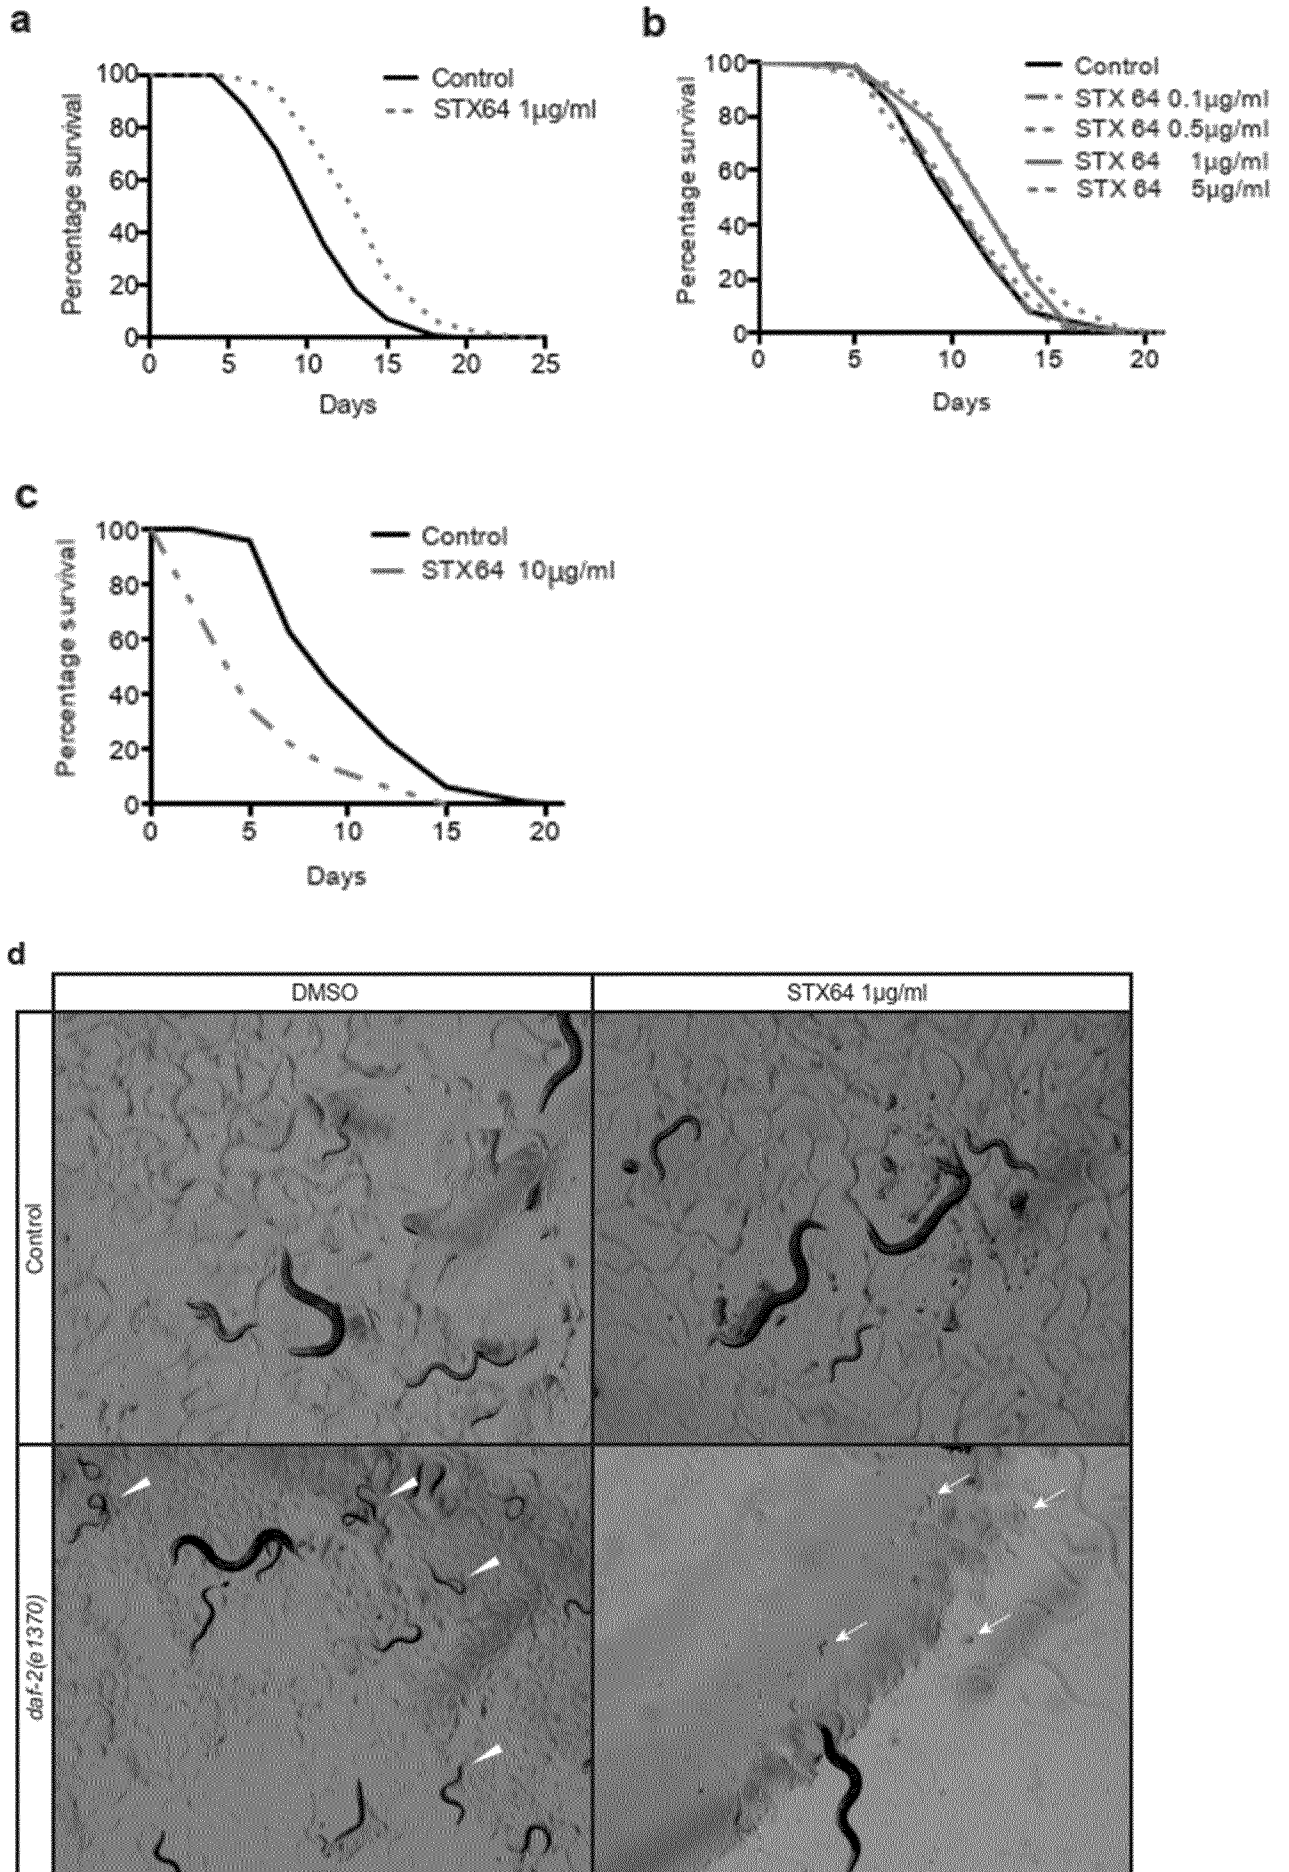 a
100
80
60
40
20
0
Percentage survival
0 5 10 15 20 25
Days
Control
STX64 1µg/ml
b
100
80
60
40
20
0
Percentage survival
0 5 10 15 20
Days
Control
STX 64 0.1µg/ml
STX 64 0.5µg/ml
STX 64 1µg/ml
STX 64 5µg/ml
c
100
80
60
40
20
0
Percentage survival
0 5 10 15 20
Days
Control
STX64 10µg/ml
d
DMSO STX64 1µg/ml
Control
daf-2(e1370)